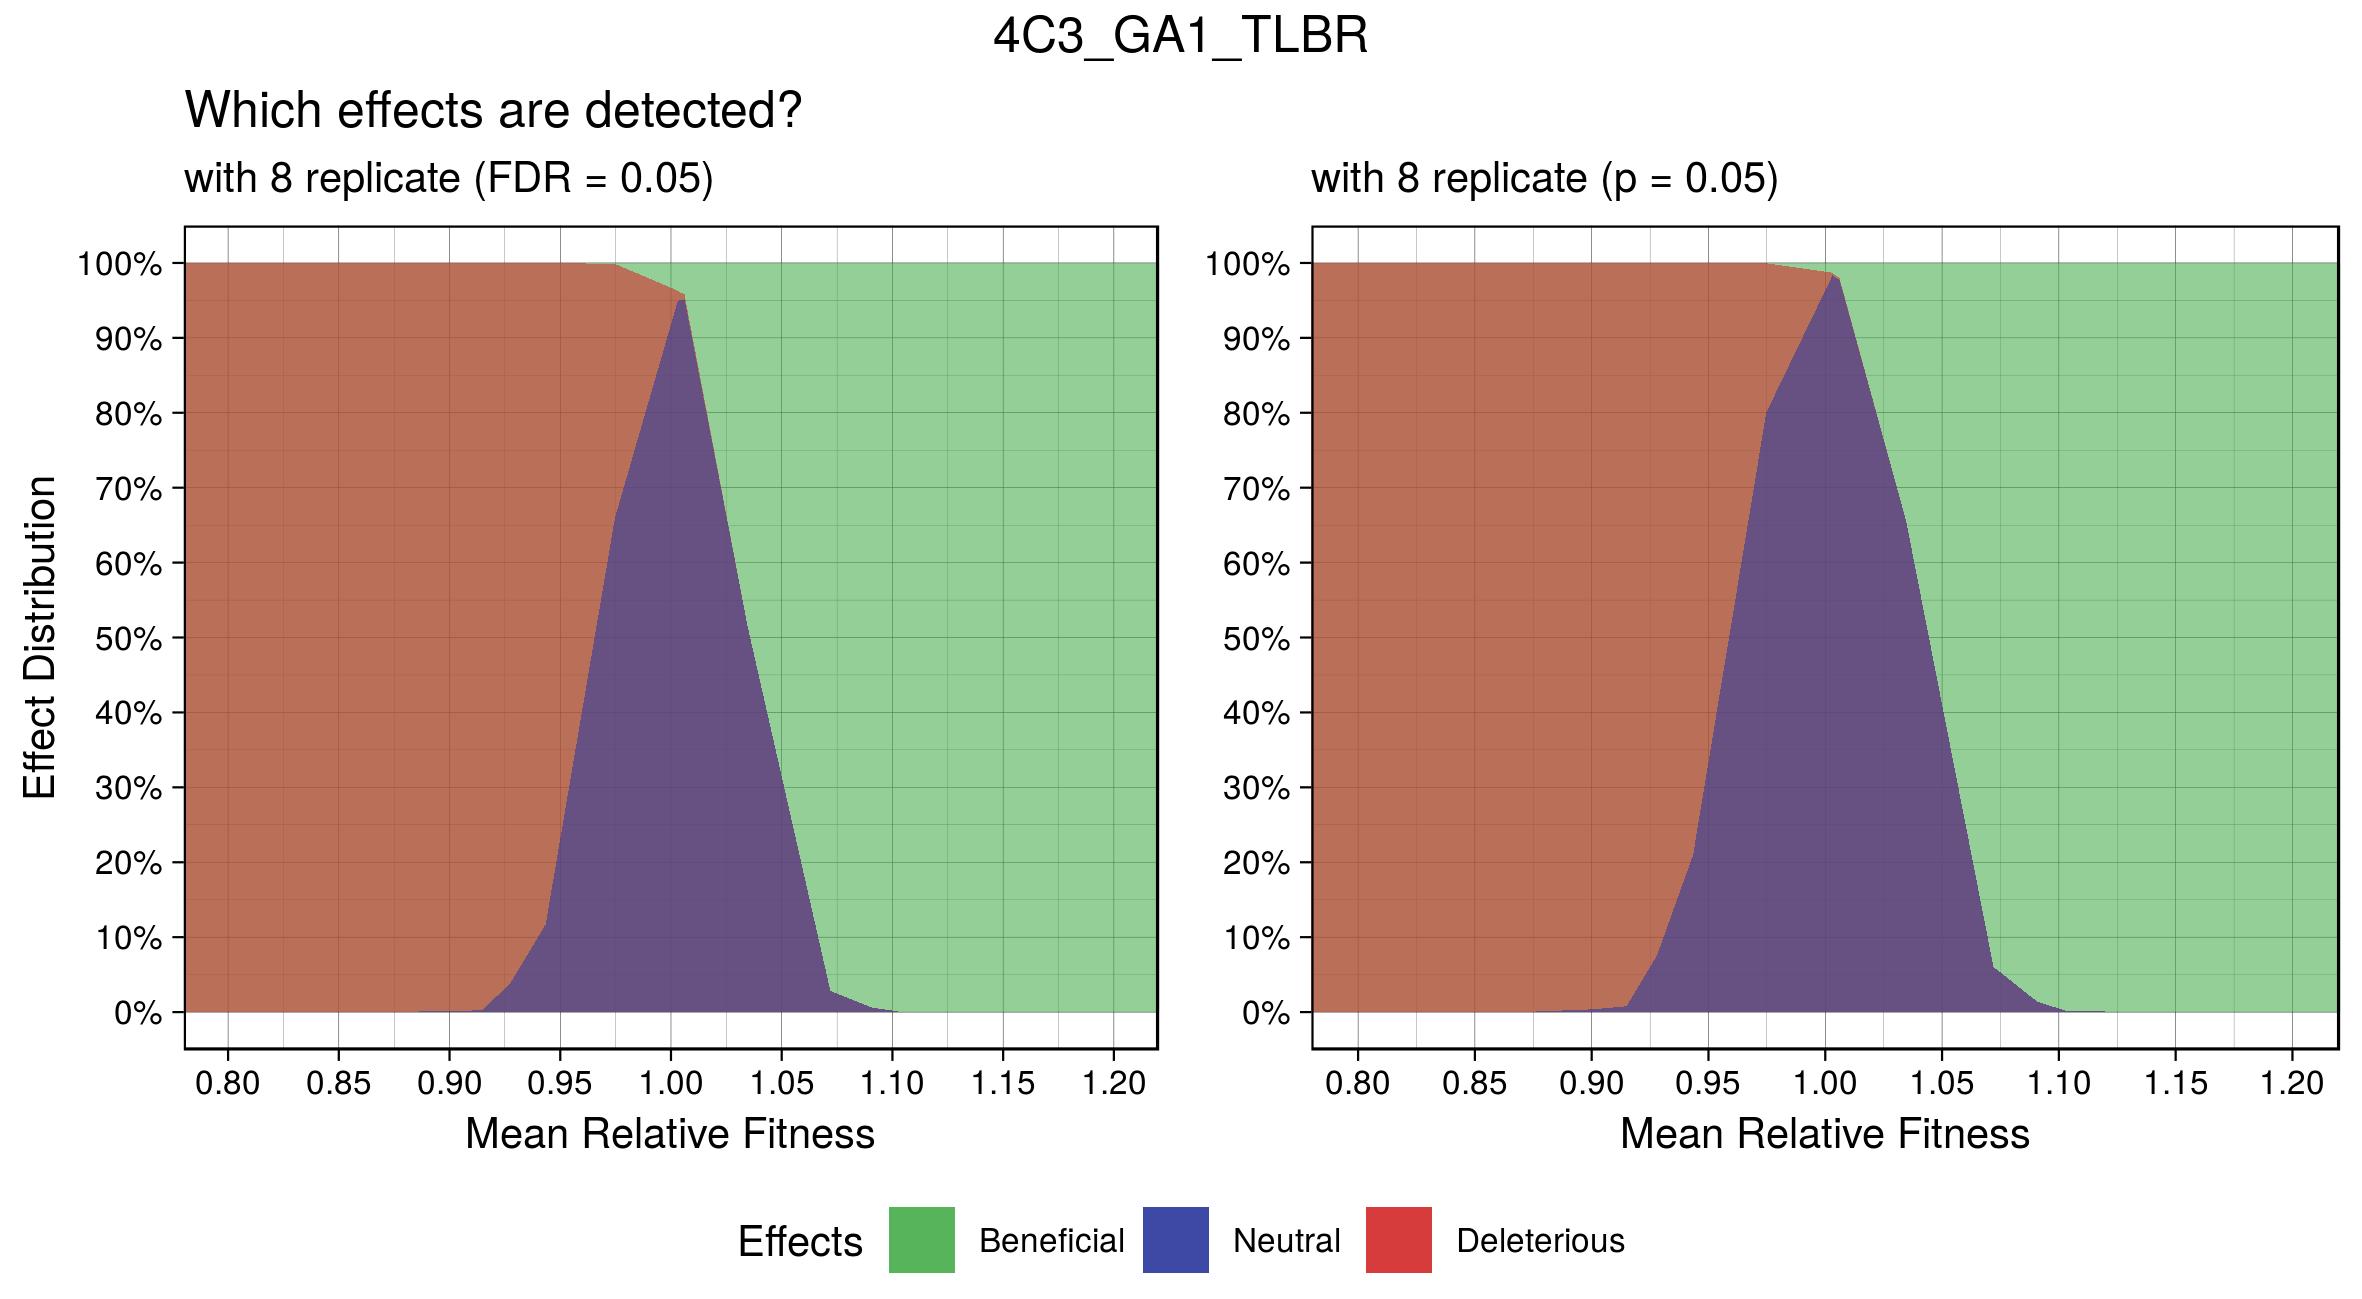 4C3_GA1_TLBR
Which effects are detected?
with 8 replicate (FDR = 0.05)
with 8 replicate (p = 0.05)
Effect Distribution
100%
90%
80%
70%
60%
50%
40%
30%
20%
10%
0%
0.80 0.85 0.90 0.95 1.00 1.05 1.10 1.15 1.20
Mean Relative Fitness
100%
90%
80%
70%
60%
50%
40%
30%
20%
10%
0%
0.80 0.85 0.90 0.95 1.00 1.05 1.10 1.15 1.20
Mean Relative Fitness
Effects Beneficial Neutral Deleterious